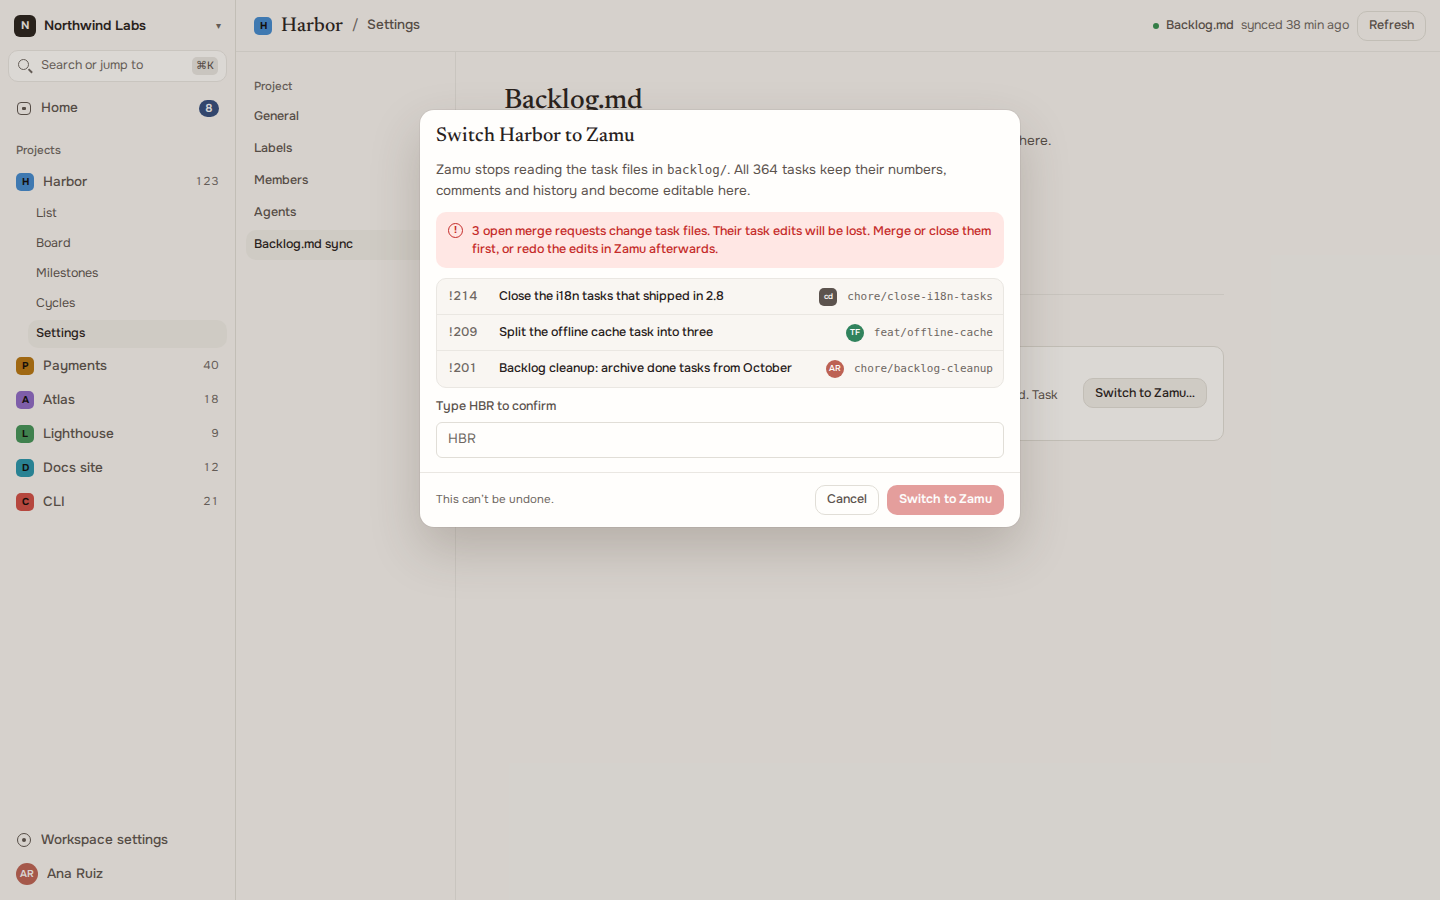 N Northwind Labs
Search or jump to ⌘K
Home 8
Projects
H Harbor 123
List
Board
Milestones
Cycles
Settings
P Payments 40
A Atlas 18
L Lighthouse 9
D Docs site 12
C CLI 21
Workspace settings
AR Ana Ruiz
H Harbor / Settings
Backlog.md synced 38 min ago Refresh
Project
General
Labels
Members
Agents
Backlog.md sync
Backlog.md
here.
d. Task
Switch to Zamu...
Switch Harbor to Zamu
Zamu stops reading the task files in backlog/. All 364 tasks keep their numbers,
comments and history and become editable here.
3 open merge requests change task files. Their task edits will be lost. Merge or close them
first, or redo the edits in Zamu afterwards.
!214 Close the i18n tasks that shipped in 2.8 cd chore/close-i18n-tasks
!209 Split the offline cache task into three TF feat/offline-cache
!201 Backlog cleanup: archive done tasks from October AR chore/backlog-cleanup
Type HBR to confirm
HBR
This can't be undone.
Cancel
Switch to Zamu